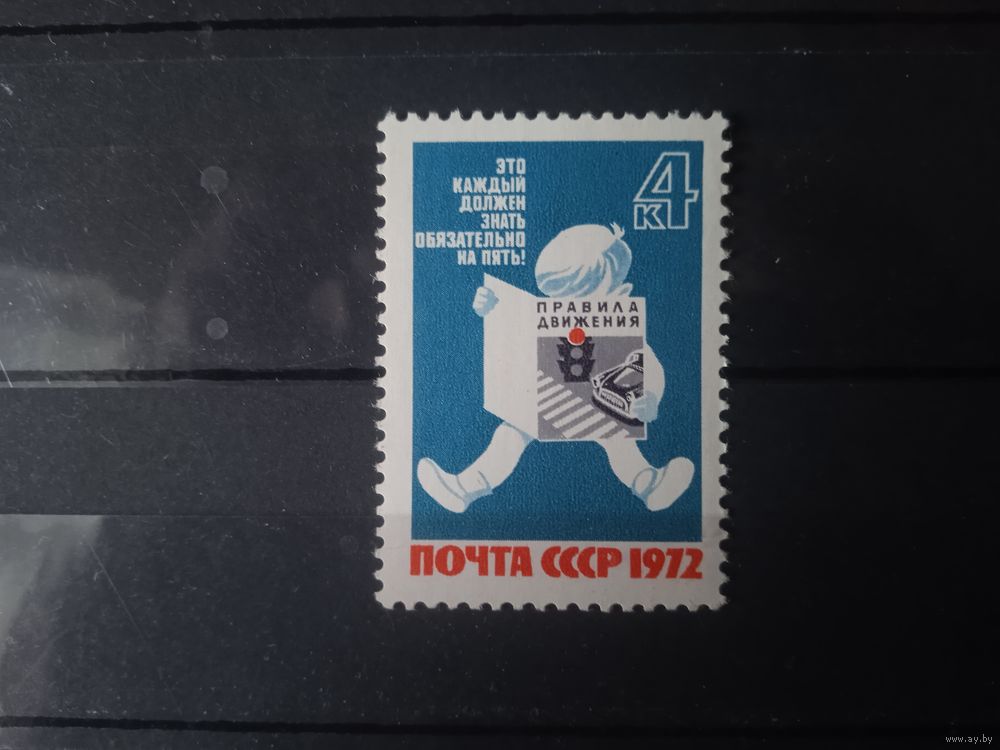 ЭТО
КАЖДЫЙ
ДОЛЖЕН
ЗНАТЬ
ОБЯЗАТЕЛЬНО
НА ПЯТЬ!
4
К
ПРАВИЛА
ДВИЖЕНИЯ
ПОЧТА СССР 1972
www.ay.by